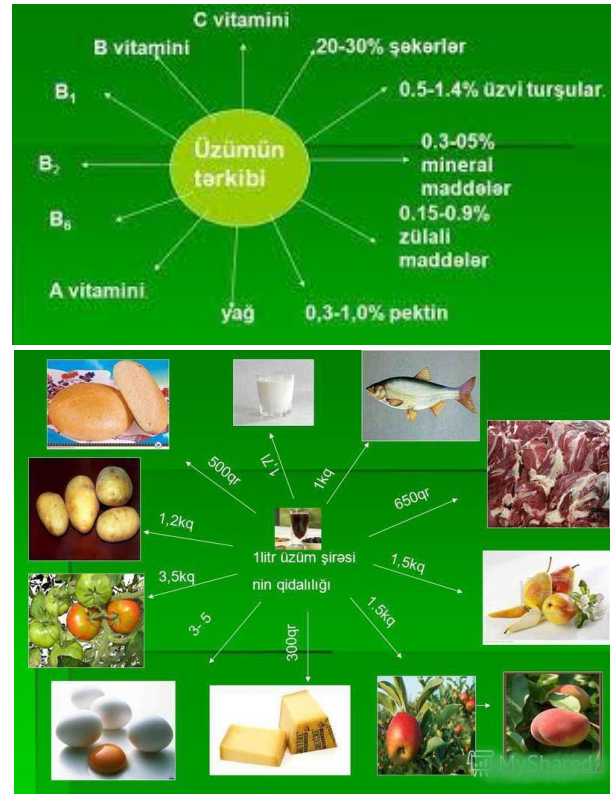 C vitamini
B vitamini
20-30% şəkərlər
B1
0.5-1.4% üzvi turşular.
Üzümün
tərkibi
0.3-05%
mineral
maddələr
B2
B6
0.15-0.9%
zülali
maddələr
A vitamini
yağ
0,3-1,0% pektin
500qr
1,7l
1kq
650qr
1,2kq
1litr üzüm şirəsi
nin qidalılığı
1,5kq
3,5kq
3- 5
300qr
1.5kq
MyShared